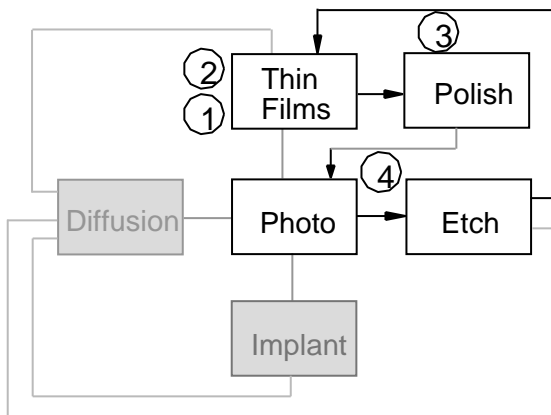 3
2
Thin
Films
Polish
1
4
Diffusion
Photo
Etch
Implant